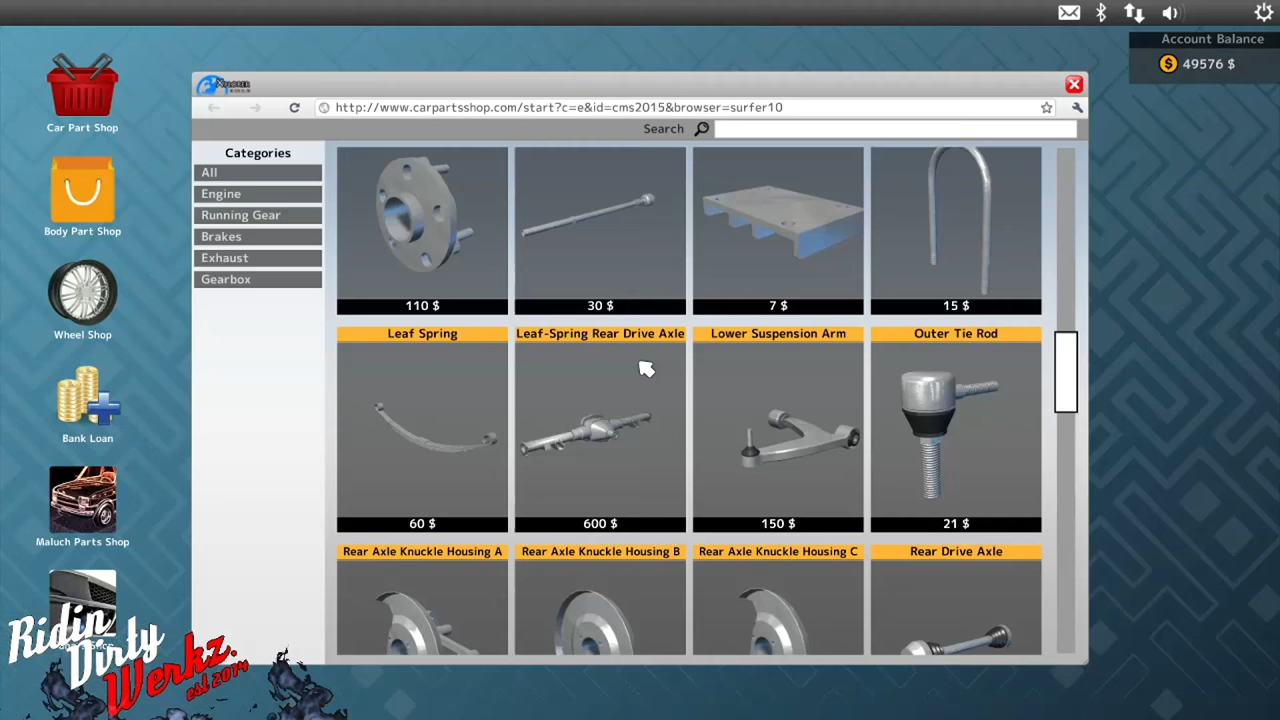 Account Balance
49576 $
Car Part Shop
Body Part Shop
Wheel Shop
Bank Loan
Maluch Parts Shop
XPLORER
http://www.carpartsshop.com/start?c=e&id=cms2015&browser=surfer10
Search
Categories
All
Engine
Running Gear
Brakes
Exhaust
Gearbox
110 $
30 $
7 $
15 $
Leaf Spring
Leaf-Spring Rear Drive Axle
Lower Suspension Arm
Outer Tie Rod
60 $
600 $
150 $
21 $
Rear Axle Knuckle Housing A
Rear Axle Knuckle Housing B
Rear Axle Knuckle Housing C
Rear Drive Axle
Ridin
Dirty
Werkz.
est 2014